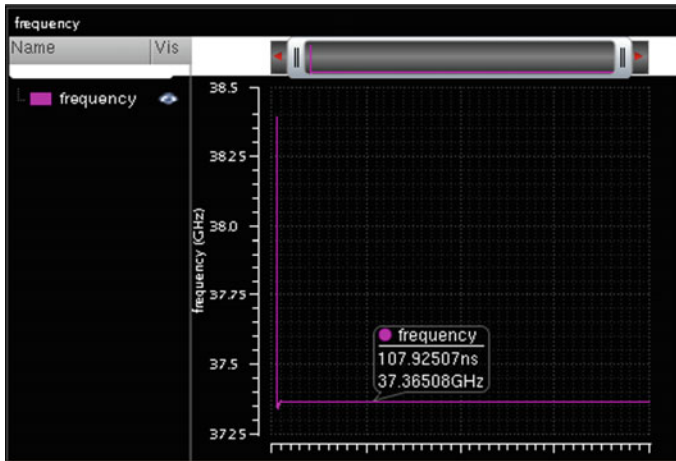 frequency
Name Vis
frequency
38.5
38.25
38.0
37.75
37.5
37.25
frequency (GHz)
frequency
107.92507ns
37.36508GHz